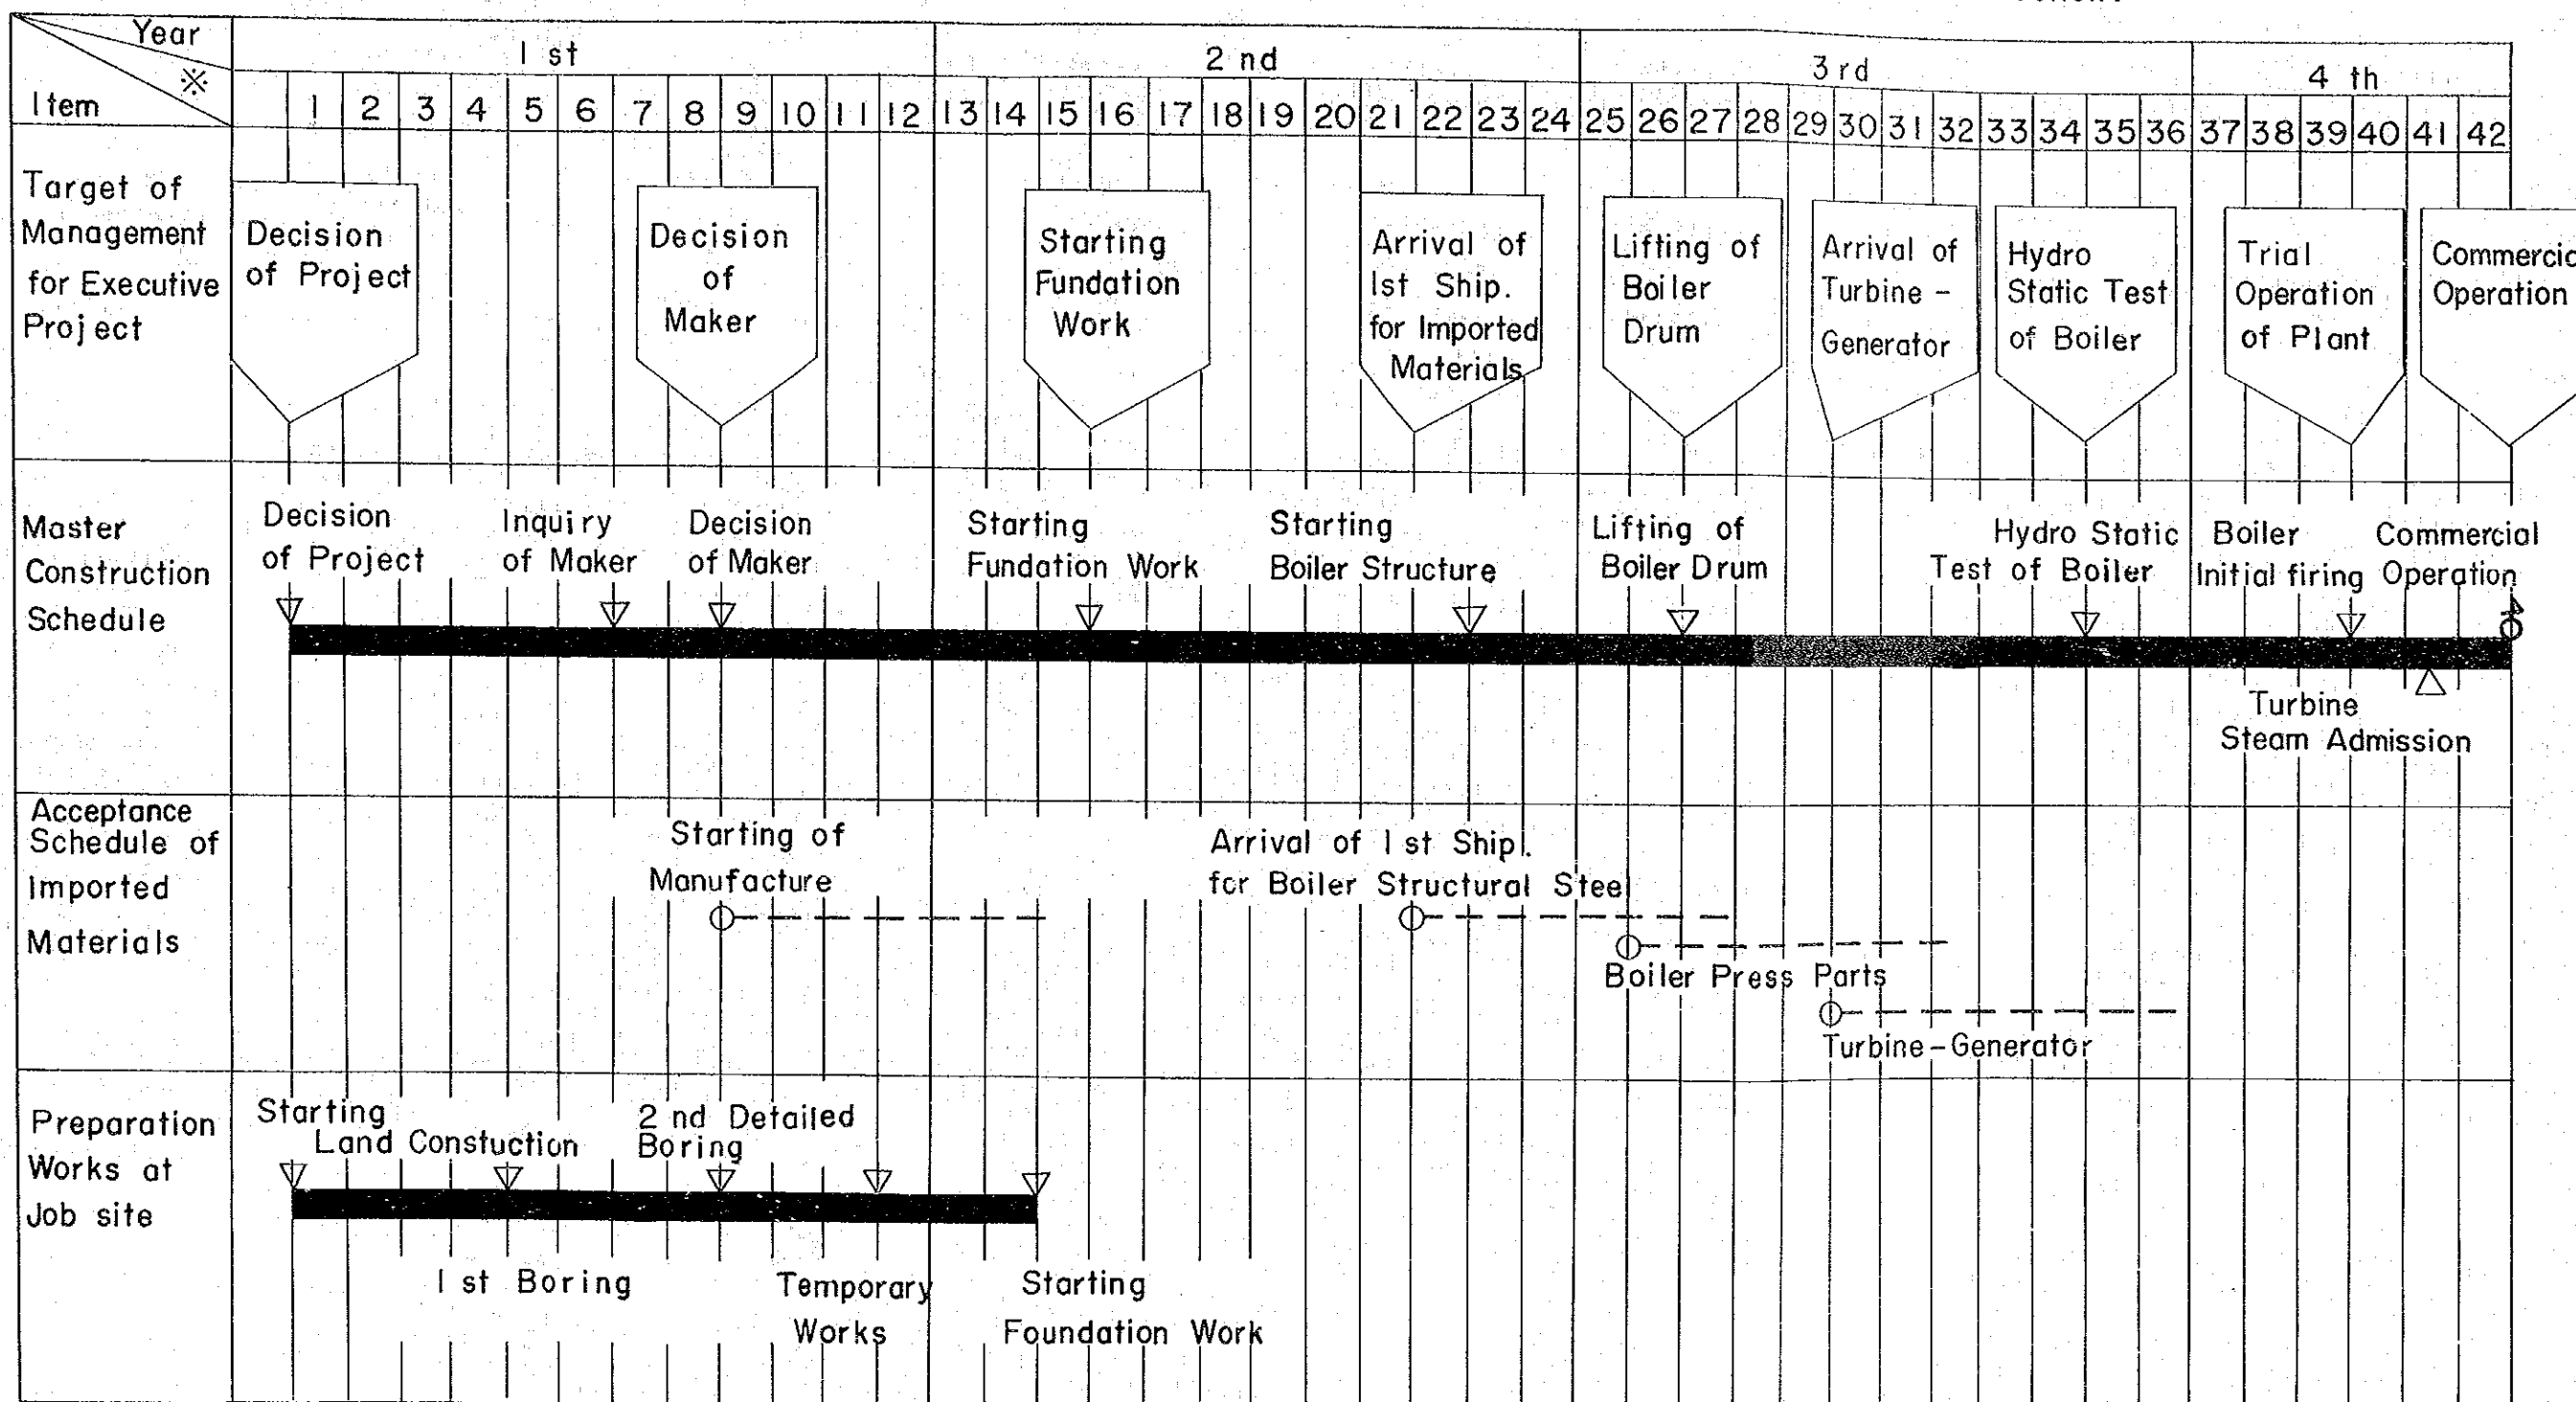 Year
※
Item
1 st
2 nd
3 rd
4 th
1 2 3 4 5 6 7 8 9 10 11 12 13 14 15 16 17 18 19 20 21 22 23 24 25 26 27 28 29 30 31 32 33 34 35 36 37 38 39 40 41 42
Target of
Management
for Executive
Project
Decision
of Project
Decision
of
Maker
Starting
Fundation
Work
Arrival of
1st Ship.
for Imported
Materials
Lifting of
Boiler
Drum
Arrival of
Turbine -
Generator
Hydro
Static Test
of Boiler
Trial
Operation
of Plant
Commercia
Operation
Master
Construction
Schedule
Decision
of Project
Inquiry
of Maker
Decision
of Maker
Starting
Fundation Work
Starting
Boiler Structure
Lifting of
Boiler Drum
Hydro Static
Test of Boiler
Boiler
Initial firing
Commercial
Operation
Turbine
Steam Admission
Acceptance
Schedule of
Imported
Materials
Starting of
Manufacture
Arrival of 1 st Shipl.
for Boiler Structural Steel
Boiler Press Parts
Turbine-Generator
Preparation
Works at
Job site
Starting
Land Constuction
2 nd Detailed
Boring
1 st Boring
Temporary
Works
Starting
Foundation Work